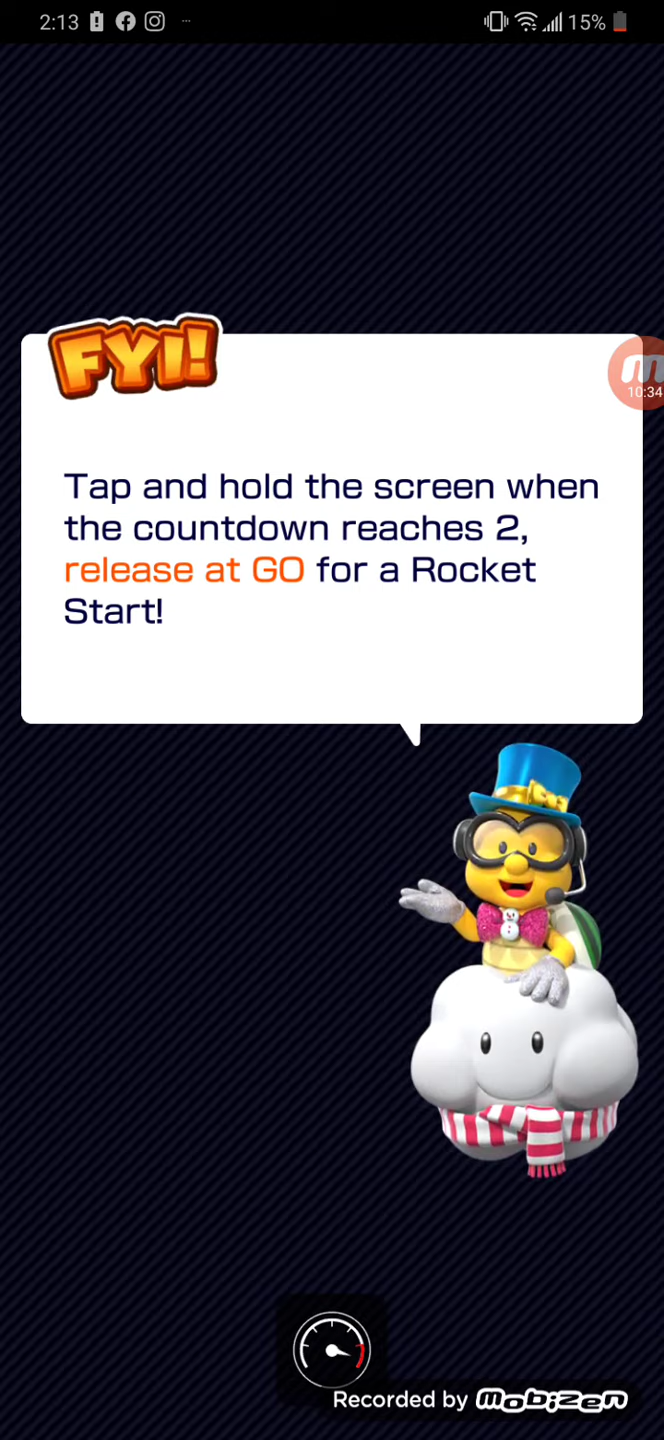 2:13
15%
FYI!
10:34
Tap and hold the screen when
the countdown reaches 2,
release at GO for a Rocket
Start!
Recorded by mobizen